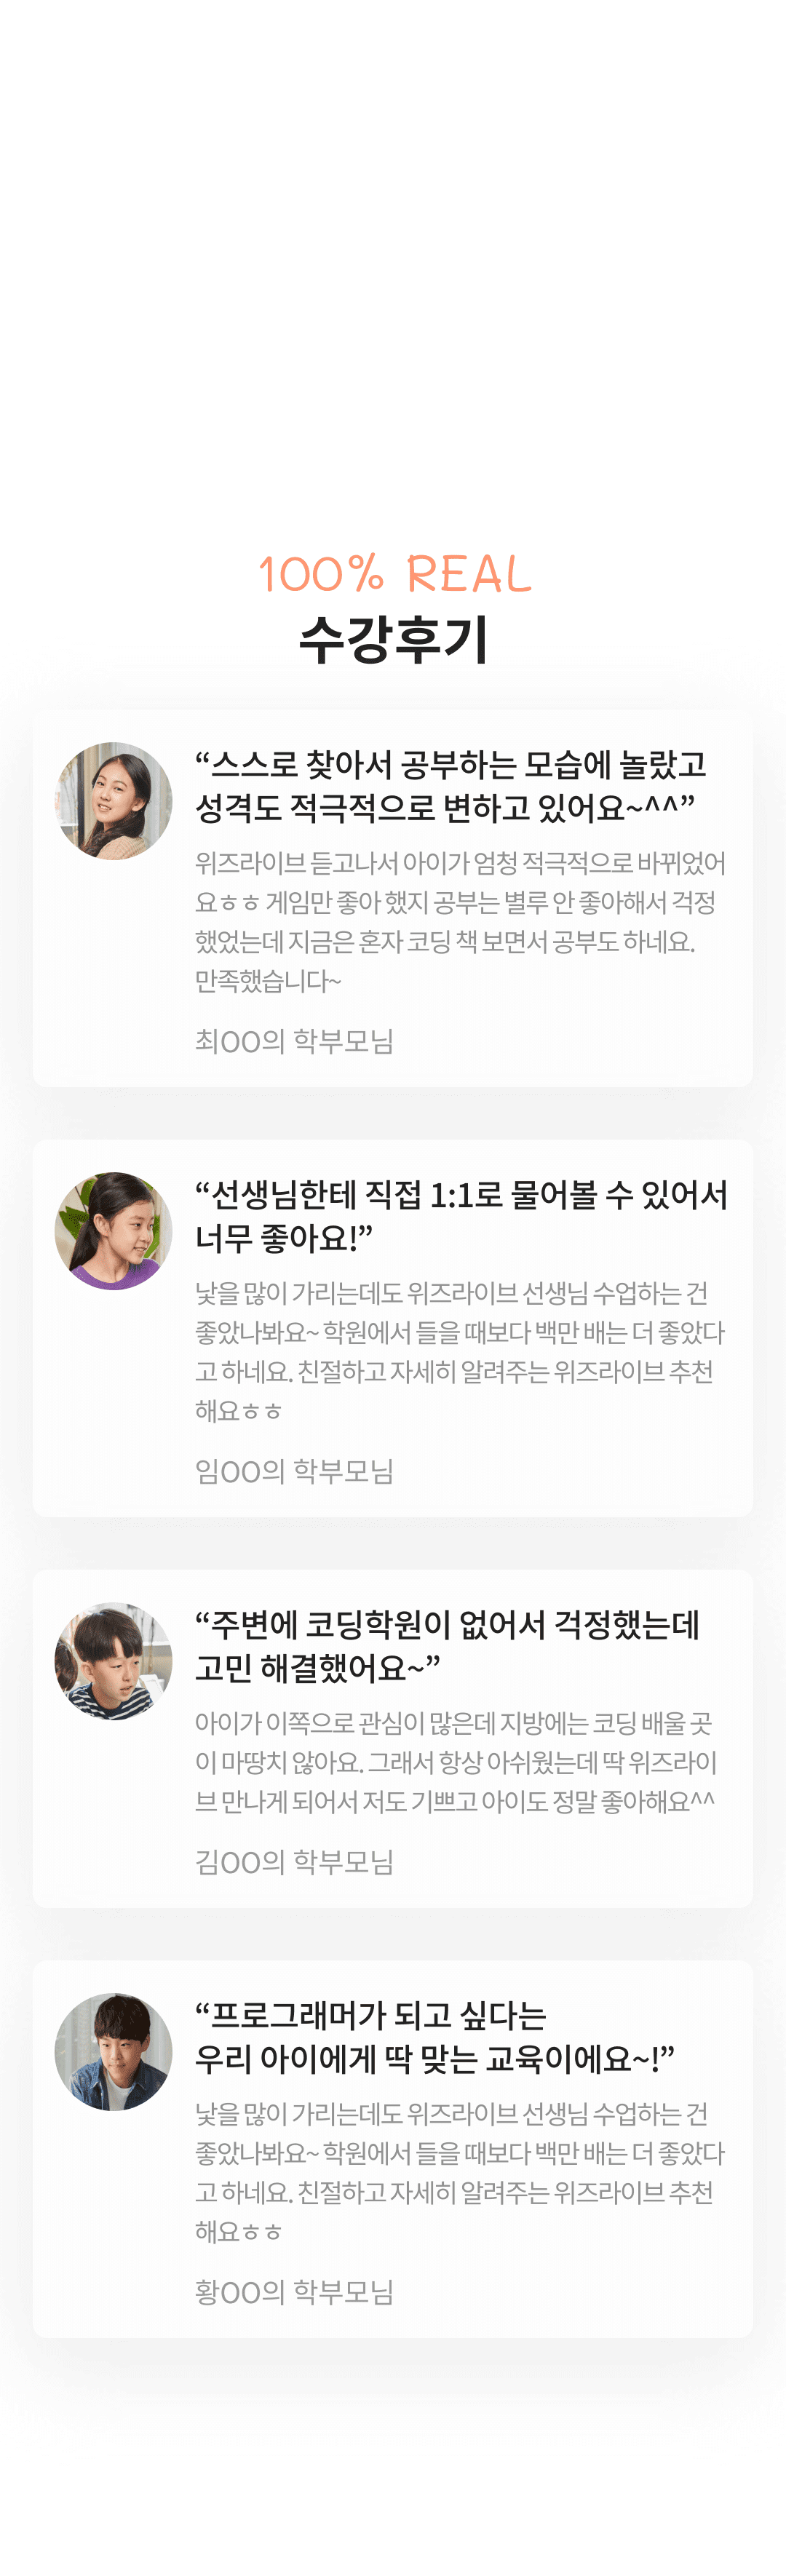 100% REAL
수강후기
“스스로 찾아서 공부하는 모습에 놀랐고
성격도 적극적으로 변하고 있어요~^^”
위즈라이브 듣고나서 아이가 엄청 적극적으로 바뀌었어
요ㅎㅎ 게임만 좋아 했지 공부는 별루 안 좋아해서 걱정
했었는데 지금은 혼자 코딩 책 보면서 공부도 하네요.
만족했습니다~
최OO의 학부모님
“선생님한테 직접 1:1로 물어볼 수 있어서
너무 좋아요!”
낯을 많이 가리는데도 위즈라이브 선생님 수업하는 건
좋았나봐요~ 학원에서 들을 때보다 백만 배는 더 좋았다
고 하네요. 친절하고 자세히 알려주는 위즈라이브 추천
해요ㅎㅎ
임OO의 학부모님
“주변에 코딩학원이 없어서 걱정했는데
고민 해결했어요~”
아이가 이쪽으로 관심이 많은데 지방에는 코딩 배울 곳
이 마땅치 않아요. 그래서 항상 아쉬웠는데 딱 위즈라이
브 만나게 되어서 저도 기쁘고 아이도 정말 좋아해요^^
김OO의 학부모님
“프로그래머가 되고 싶다는
우리 아이에게 딱 맞는 교육이에요~!”
낯을 많이 가리는데도 위즈라이브 선생님 수업하는 건
좋았나봐요~ 학원에서 들을 때보다 백만 배는 더 좋았다
고 하네요. 친절하고 자세히 알려주는 위즈라이브 추천
해요ㅎㅎ
황OO의 학부모님